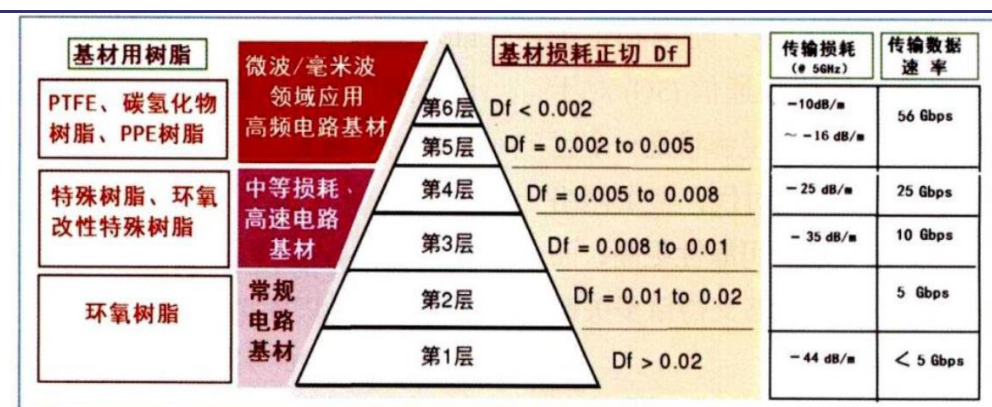 基材用树脂
PTFE、碳氢化物
树脂、PPE树脂
特殊树脂、环氧
改性特殊树脂
环氧树脂
微波/毫米波
领域应用
高频电路基材
中等损耗、
高速电路
基材
常规
电路
基材
基材损耗正切 Df
第6层 Df < 0.002
第5层 Df = 0.002 to 0.005
第4层 Df = 0.005 to 0.008
第3层 Df = 0.008 to 0.01
第2层 Df = 0.01 to 0.02
第1层 Df > 0.02
传输损耗
(@ 5GHz)
-10dB/m
~ -16 dB/m
-25 dB/m
- 35 dB/m
-44 dB/m
传输数据
速 率
56 Gbps
25 Gbps
10 Gbps
5 Gbps
< 5 Gbps